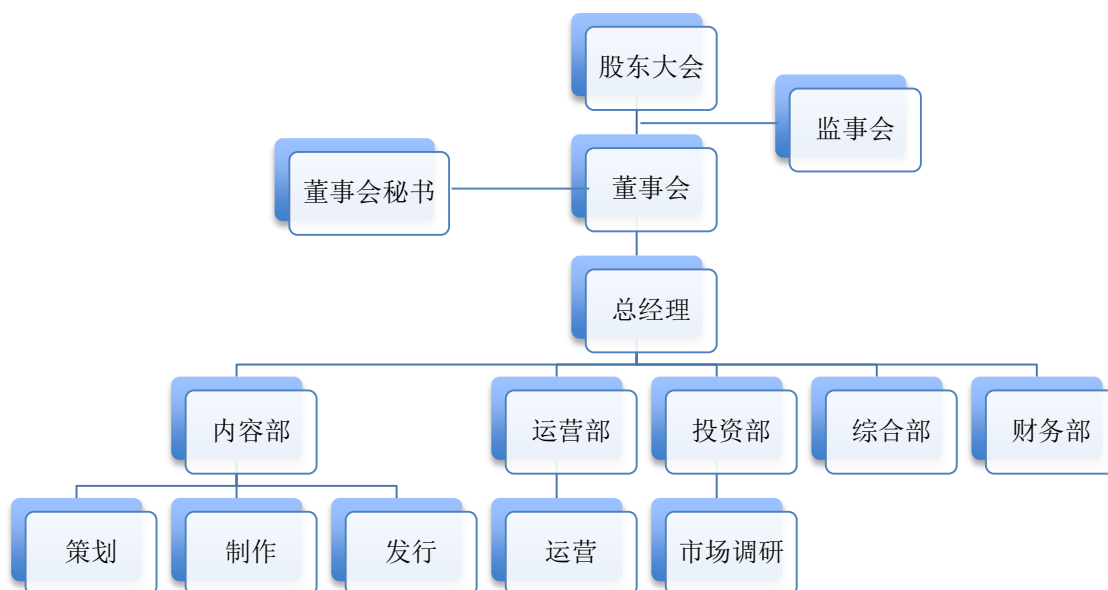 股东大会
监事会
董事会秘书
董事会
总经理
内容部
运营部
投资部
综合部
财务部
策划
制作
发行
运营
市场调研